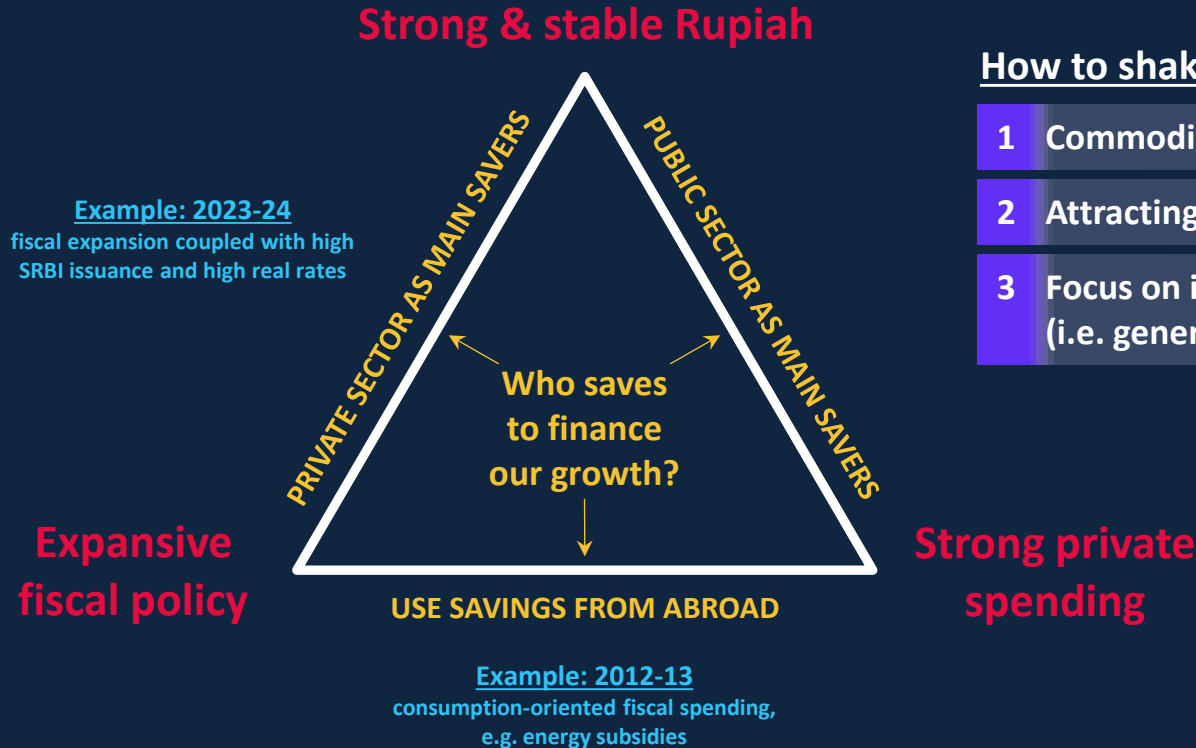 Strong & stable Rupiah
PRIVATE SECTOR AS MAIN SAVERS
PUBLIC SECTOR AS MAIN SAVERS
Example: 2023-24
fiscal expansion coupled with high
SRBI issuance and high real rates
Who saves
to finance
our growth?
Expansive
fiscal policy
Strong private
spending
USE SAVINGS FROM ABROAD
Example: 2012-13
consumption-oriented fiscal spending,
e.g. energy subsidies
How to
1
2 Attracting
3 Focus on
(i.e.